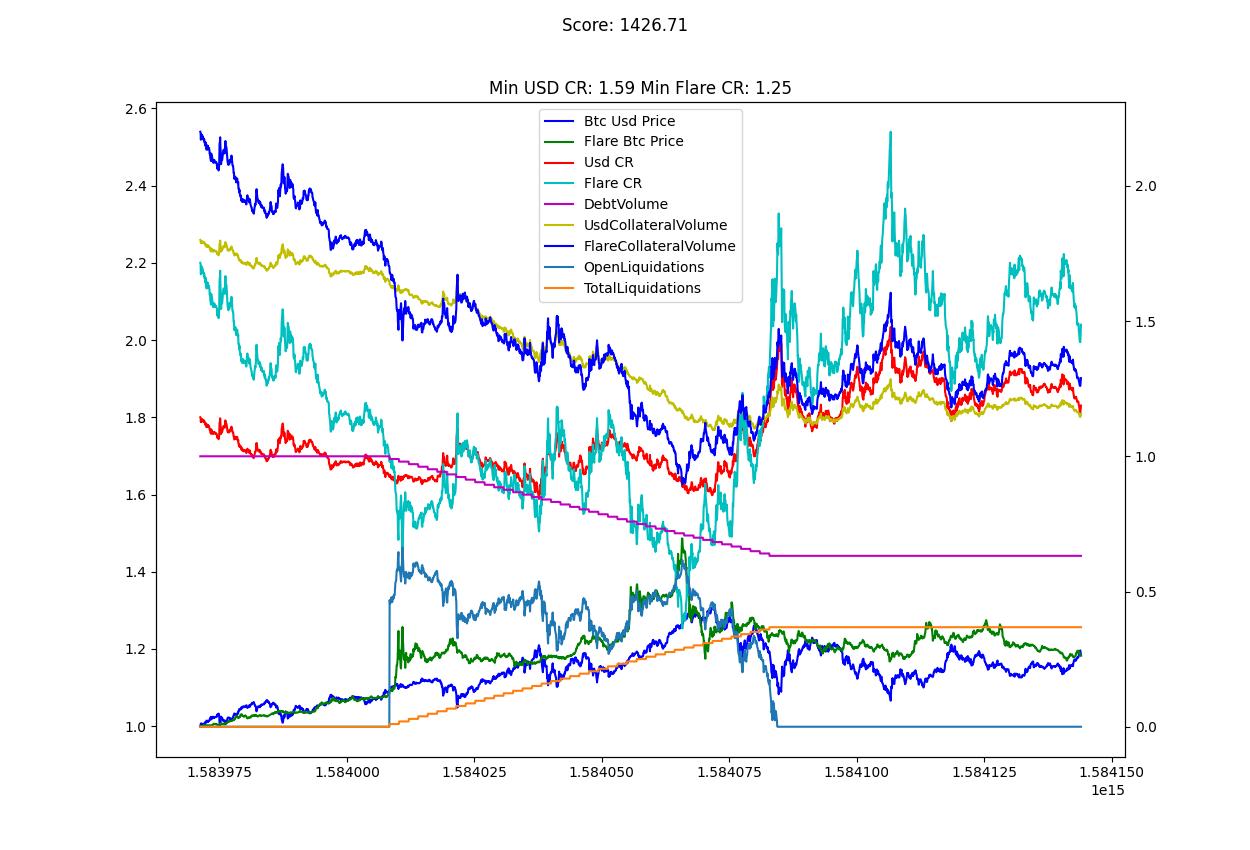 Score: 1426.71
Min USD CR: 1.59 Min Flare CR: 1.25
Btc Usd Price
Flare Btc Price
Usd CR
Flare CR
DebtVolume
UsdCollateralVolume
FlareCollateralVolume
OpenLiquidations
TotalLiquidations
2.6
2.4
2.2
2.0
1.8
1.6
1.4
1.2
1.0
2.0
1.5
1.0
0.5
0.0
1.583975 1.584000 1.584025 1.584050 1.584075 1.584100 1.584125 1.584150
1e15